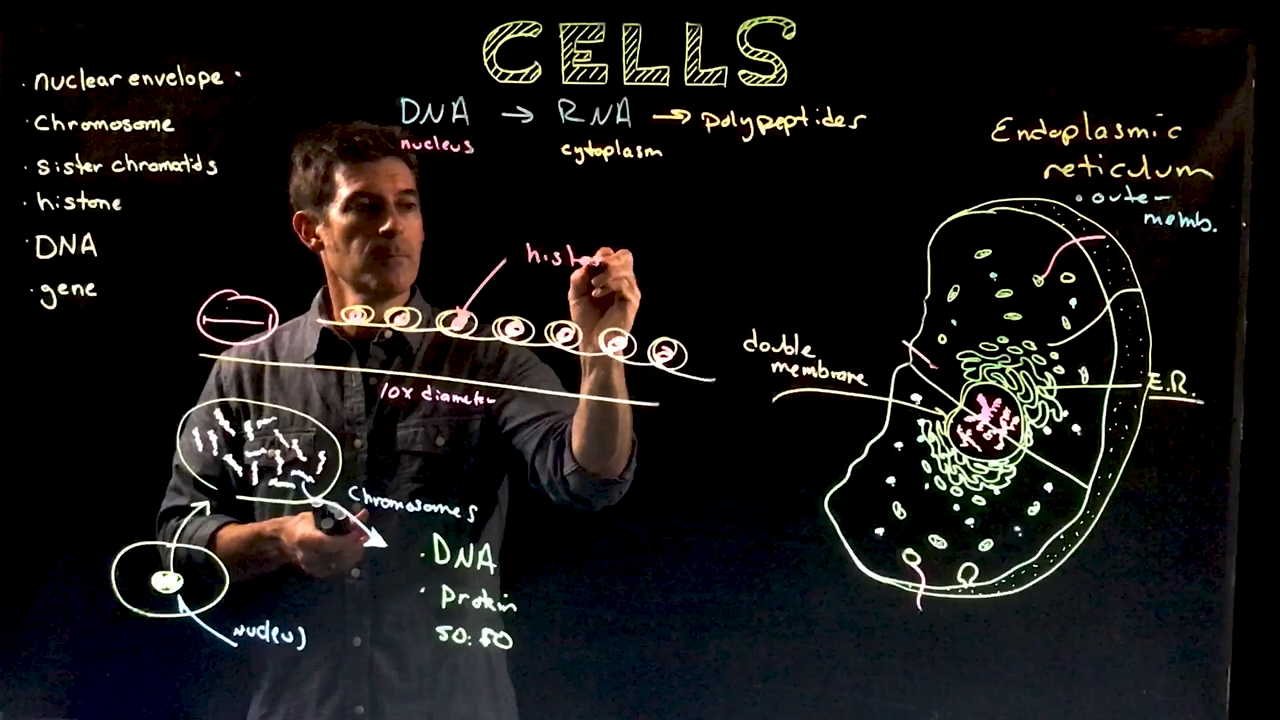 CELLS
· nuclear envelope ·
· Chromosome
· Sister chromatids
· histone
· DNA
· gene
DNA → RNA → polypeptides
nucleus
cytoplasm
Endoplasmic
reticulum
· outer
memb.
double
membrane
E.R.
10x diameter
Chromosomes
· DNA
· Protein
50:50
nucleus